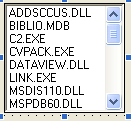 ADDSCCUS.DLL
BIBLIO.MDB
C2.EXE
CVPACK.EXE
DATAVIEW.DLL
LINK.EXE
MSDIS110.DLL
MSPDB60.DLL